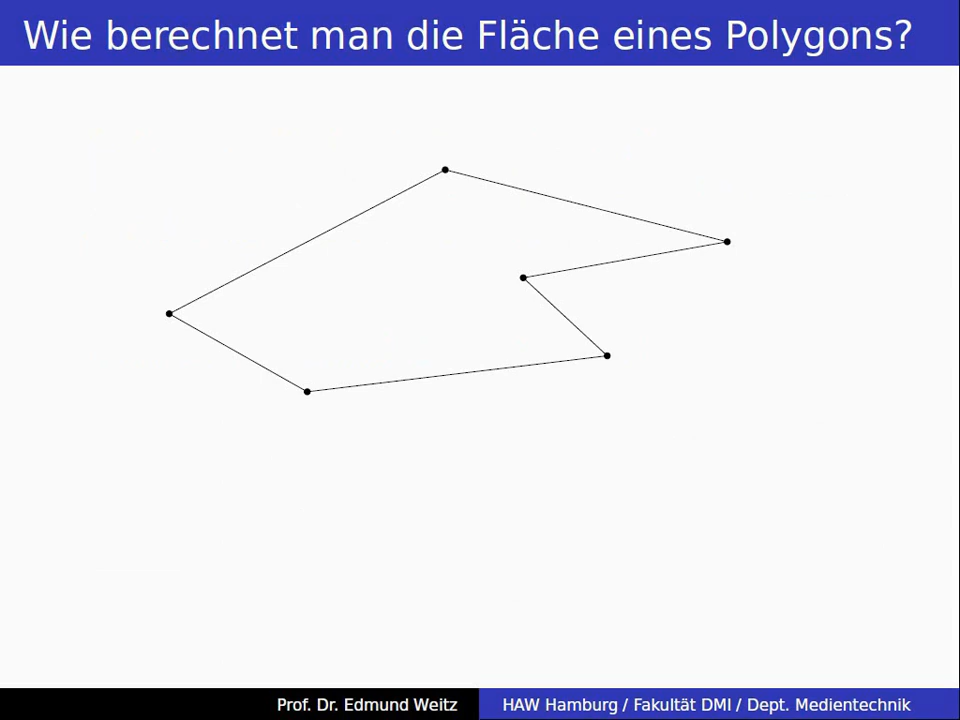 Wie berechnet man die Fläche eines Polygons?
Prof. Dr. Edmund Weitz
HAW Hamburg / Fakultät DMI / Dept. Medientechnik